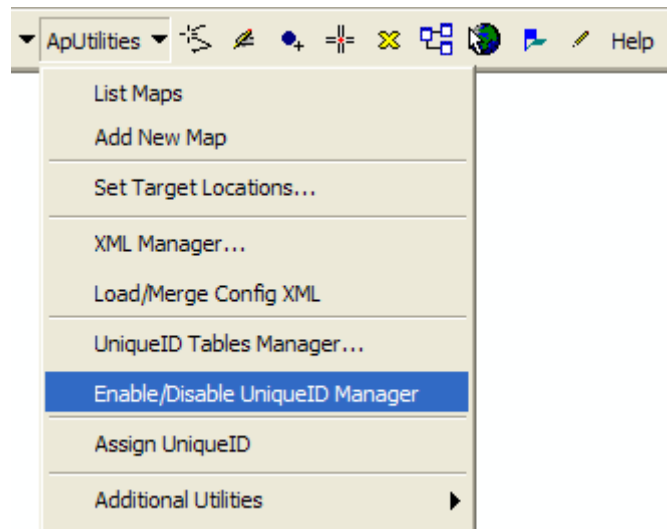 ApUtilities Help
List Maps
Add New Map
Set Target Locations...
XML Manager...
Load/Merge Config XML
UniqueID Tables Manager...
Enable/Disable UniqueID Manager
Assign UniqueID
Additional Utilities